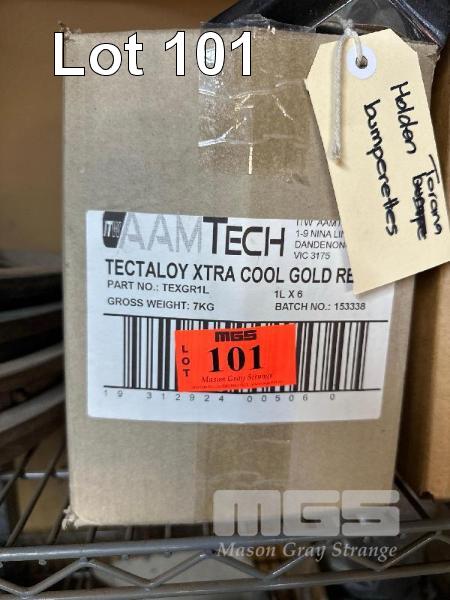 Lot 101
Holden Torana
bumperettes
ITW AAMTECH
ITW AAMT
1-9 NINA LIN
DANDENON
VIC 3175
TECTALOY XTRA COOL GOLD RE
PART NO.: TEXGR1L
1L X 6
GROSS WEIGHT: 7KG
BATCH NO.: 153338
MGS
LOT
101
Mason Gray Strange
19 312924 00506 0
MGS
Mason Gray Strange